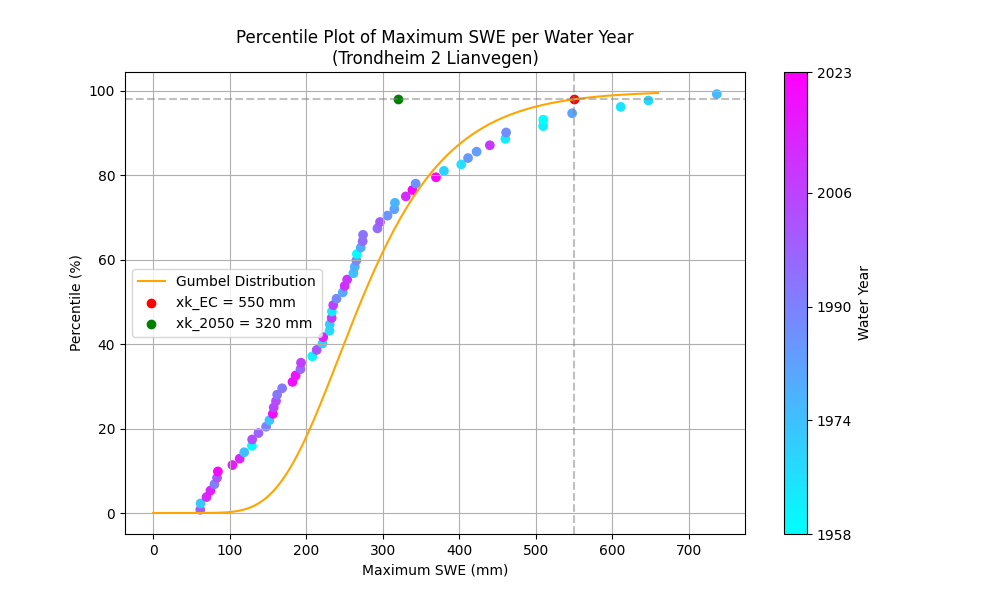 Percentile Plot of Maximum SWE per Water Year
(Trondheim 2 Lianvegen)
Percentile (%)
100
80
60
40
20
0
Gumbel Distribution
xk_EC = 550 mm
xk_2050 = 320 mm
0 100 200 300 400 500 600 700
Maximum SWE (mm)
2023
2006
1990
1974
1958
Water Year